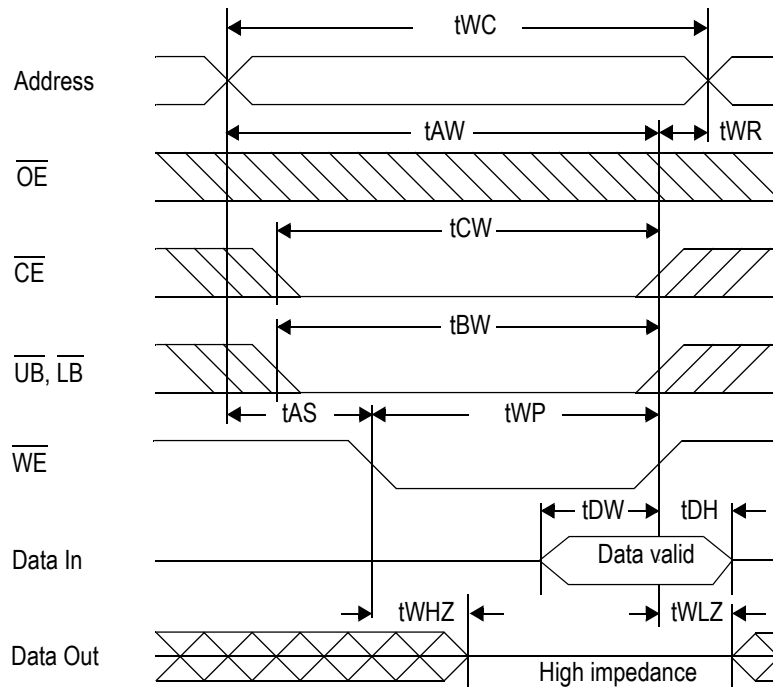 tWC
Address
tAW
tWR
OE
tCW
CE
tBW
UB, LB
tAS
tWP
WE
tDW
tDH
Data In
Data valid
tWHZ
tWLZ
Data Out
High impedance